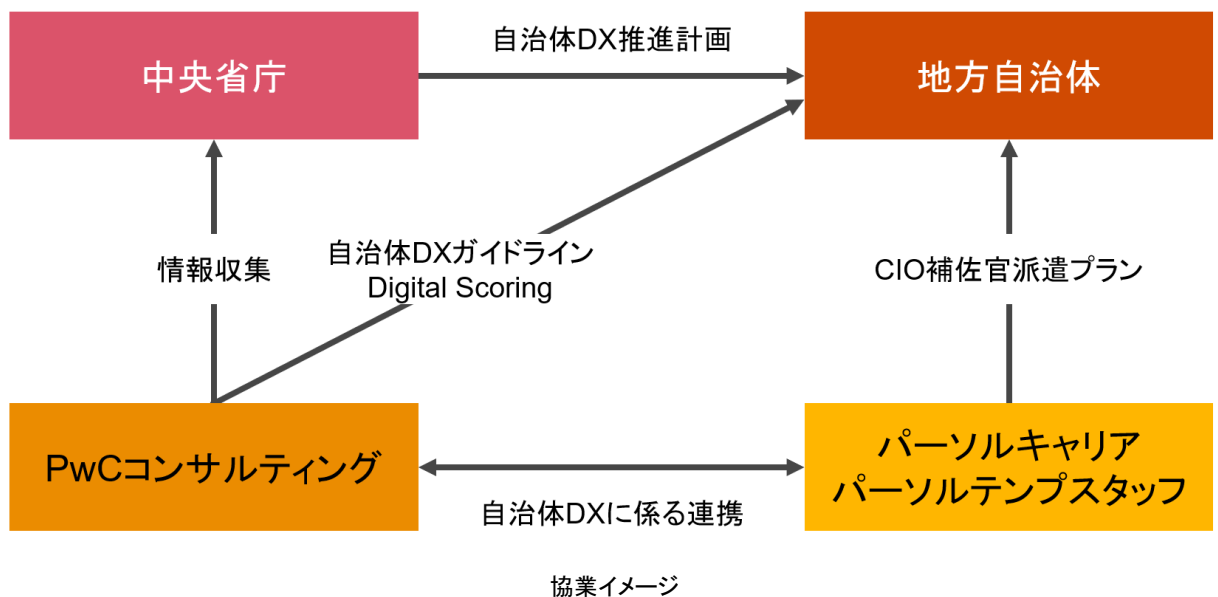 中央省庁
自治体DX推進計画
地方自治体
情報収集
自治体DXガイドライン
Digital Scoring
CIO補佐官派遣プラン
PwCコンサルティング
自治体DXに係る連携
パーソルキャリア
パーソルテンプスタッフ
協業イメージ